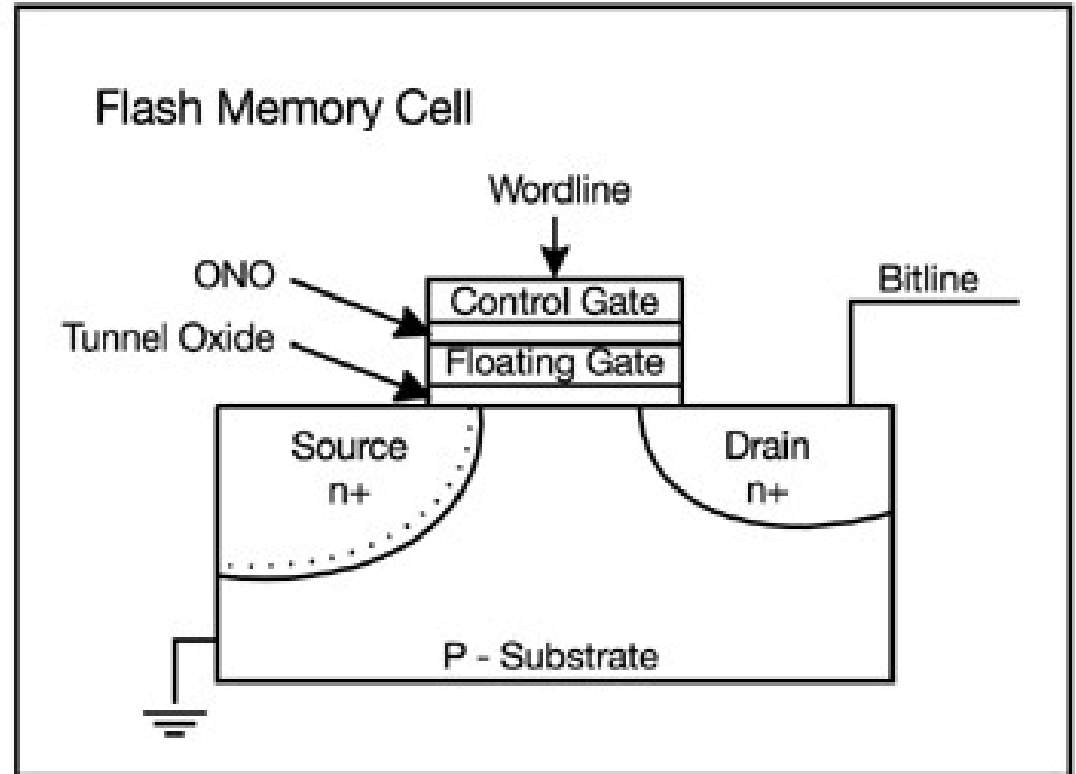 Flash Memory Cell
Wordline
ONO
Control Gate
Bitline
Tunnel Oxide
Floating Gate
Source
n+
Drain
n+
P - Substrate